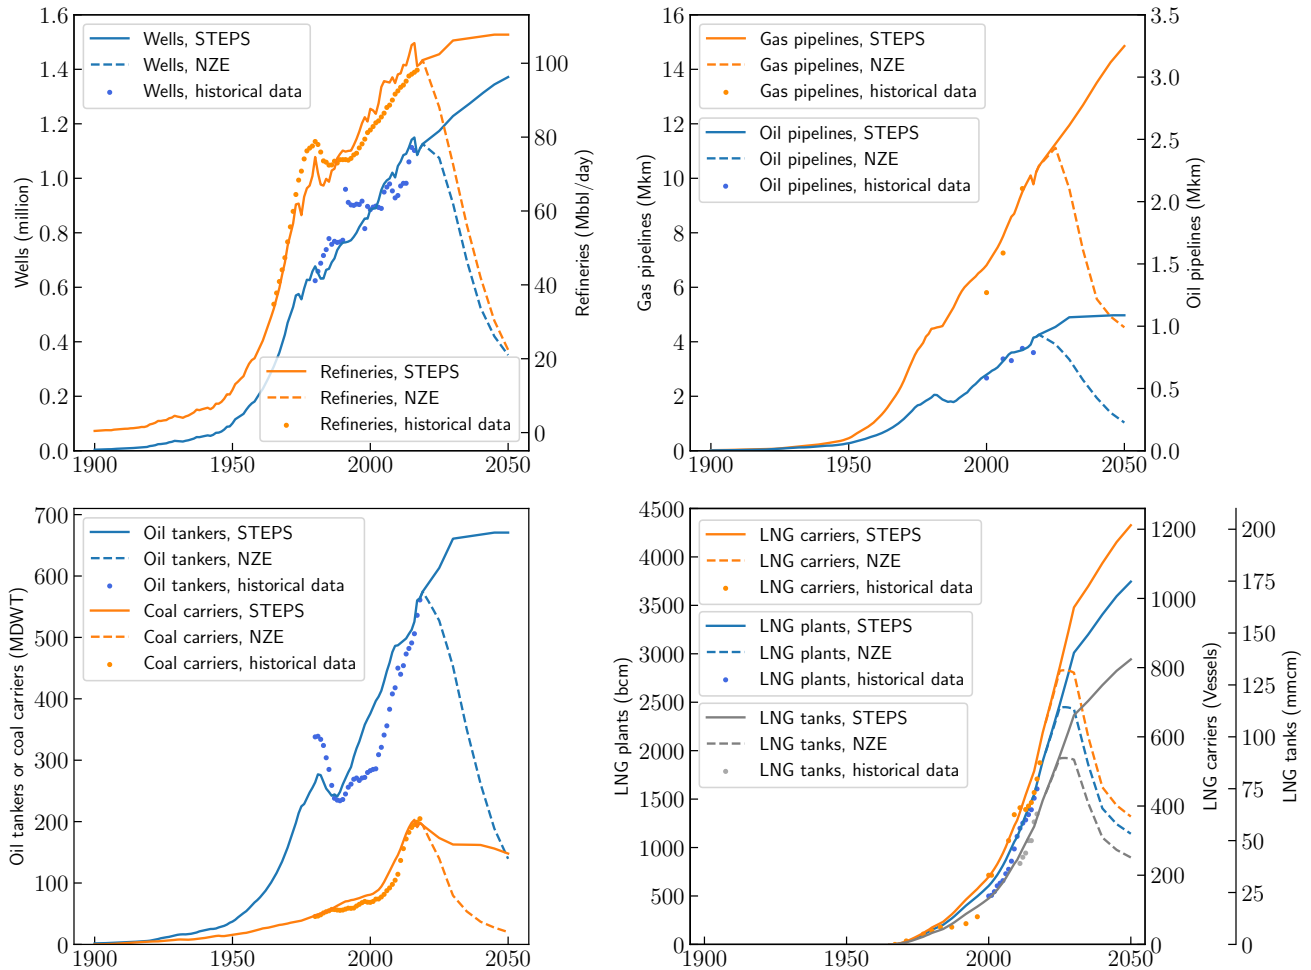 1.6
1.4
1.2
1.0
0.8
0.6
0.4
0.2
0.0
Wells (million)
Wells, STEPS
Wells, NZE
Wells, historical data
Refineries, STEPS
Refineries, NZE
Refineries, historical data
100
80
60
40
20
0
Refineries (Mbbl/day)
1900 1950 2000 2050
16
14
12
10
8
6
4
2
0
Gas pipelines (Mkm)
Gas pipelines, STEPS
Gas pipelines, NZE
Gas pipelines, historical data
Oil pipelines, STEPS
Oil pipelines, NZE
Oil pipelines, historical data
3.5
3.0
2.5
2.0
1.5
1.0
0.5
0.0
Oil pipelines (Mkm)
1900 1950 2000 2050
700
600
500
400
300
200
100
0
Oil tankers or coal carriers (MDWT)
Oil tankers, STEPS
Oil tankers, NZE
Oil tankers, historical data
Coal carriers, STEPS
Coal carriers, NZE
Coal carriers, historical data
1900 1950 2000 2050
4500
4000
3500
3000
2500
2000
1500
1000
500
0
LNG plants (bcm)
LNG carriers, STEPS
LNG carriers, NZE
LNG carriers, historical data
LNG plants, STEPS
LNG plants, NZE
LNG plants, historical data
LNG tanks, STEPS
LNG tanks, NZE
LNG tanks, historical data
1200
1000
800
600
400
200
0
LNG carriers (Vessels)
200
175
150
125
100
75
50
25
0
LNG tanks (mmcm)
1900 1950 2000 2050